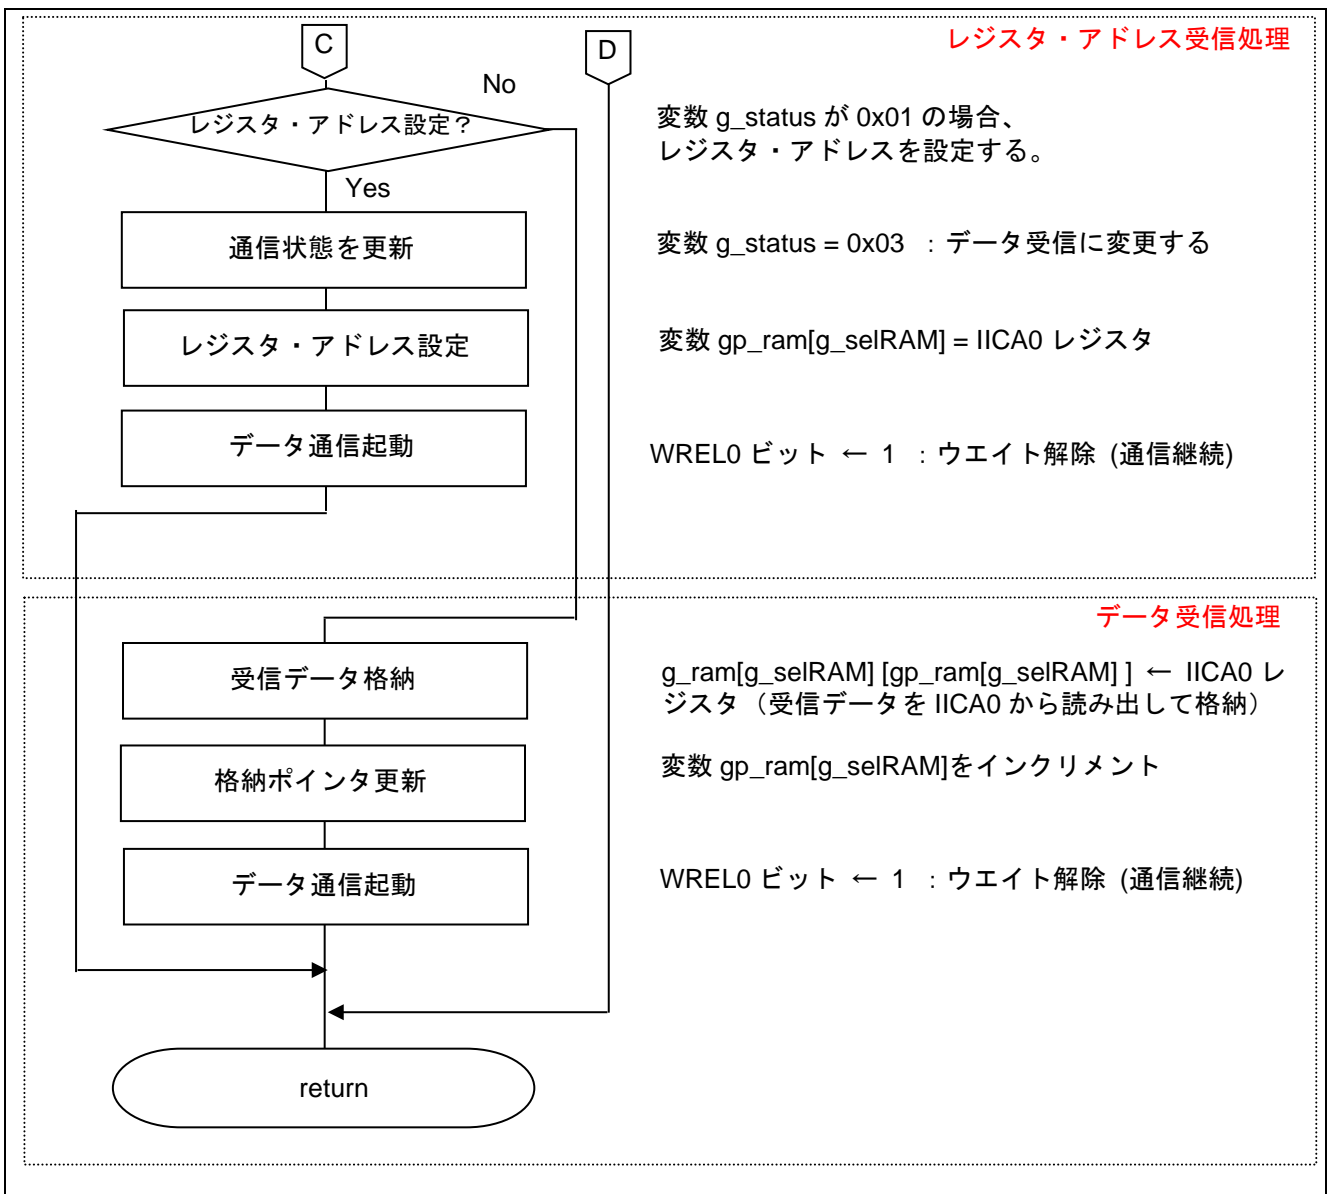 レジスタ・アドレス受信処理
C
D
No
レジスタ・アドレス設定?
変数 g_status が 0x01 の場合、
レジスタ・アドレスを設定する。
Yes
通信状態を更新
変数 g_status = 0x03 :データ受信に変更する
レジスタ・アドレス設定
変数 gp_ram[g_selRAM] = IICA0 レジスタ
データ通信起動
WREL0 ビット ← 1 :ウエイト解除 (通信継続)
データ受信処理
受信データ格納
g_ram[g_selRAM] [gp_ram[g_selRAM] ] ← IICA0 レ
ジスタ(受信データを IICA0 から読み出して格納)
格納ポインタ更新
変数 gp_ram[g_selRAM]をインクリメント
データ通信起動
WREL0 ビット ← 1 :ウエイト解除 (通信継続)
return